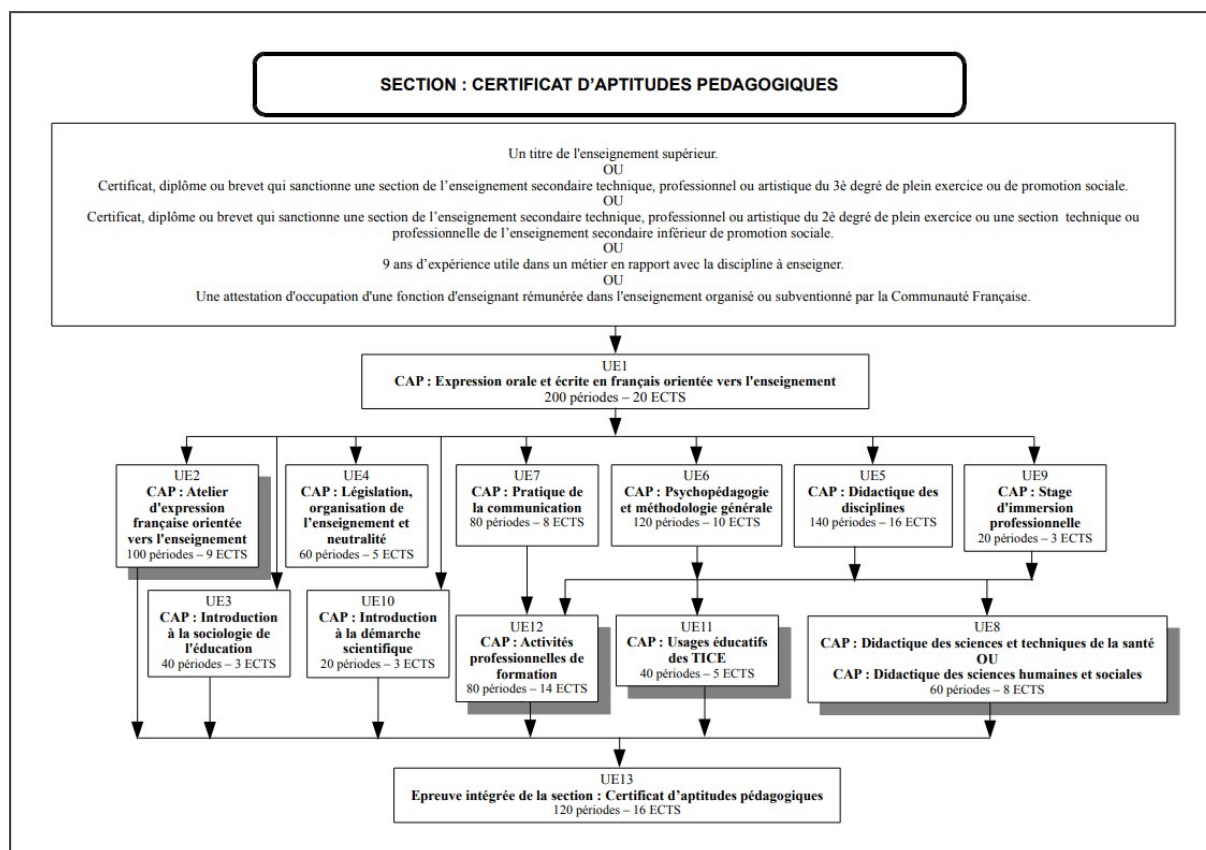 SECTION : CERTIFICAT D'APTITUDES PEDAGOGIQUES
Un titre de l'enseignement supérieur.
OU
Certificat, diplôme ou brevet qui sanctionne une section de l'enseignement secondaire technique, professionnel ou artistique du 3è degré de plein exercice ou de promotion sociale.
OU
Certificat, diplôme ou brevet qui sanctionne une section de l'enseignement secondaire technique, professionnel ou artistique du 2è degré de plein exercice ou une section technique ou
professionnelle de l'enseignement secondaire inférieur de promotion sociale.
OU
9 ans d'expérience utile dans un métier en rapport avec la discipline à enseigner.
OU
Une attestation d'occupation d'une fonction d'enseignant rémunérée dans l'enseignement organisé ou subventionné par la Communauté Française.
UE1
CAP : Expression orale et écrite en français orientée vers l'enseignement
200 périodes – 20 ECTS
UE2
CAP : Atelier
d'expression
française orientée
vers l'enseignement
100 périodes – 9 ECTS
UE4
CAP : Législation,
organisation de
l'enseignement et
neutralité
60 périodes – 5 ECTS
UE7
CAP : Pratique de
la communication
80 périodes – 8 ECTS
UE6
CAP : Psychopédagogie
et méthodologie générale
120 périodes – 10 ECTS
UE5
CAP : Didactique des
disciplines
140 périodes – 16 ECTS
UE9
CAP : Stage
d'immersion
professionnelle
20 périodes – 3 ECTS
UE3
CAP : Introduction
à la sociologie de
l'éducation
40 périodes – 3 ECTS
UE10
CAP : Introduction
à la démarche
scientifique
20 périodes – 3 ECTS
UE12
CAP : Activités
professionnelles de
formation
80 périodes – 14 ECTS
UE11
CAP : Usages éducatifs
des TICE
40 périodes – 5 ECTS
UE8
CAP : Didactique des sciences et techniques de la santé
OU
CAP : Didactique des sciences humaines et sociales
60 périodes – 8 ECTS
UE13
Epreuve intégrée de la section : Certificat d'aptitudes pédagogiques
120 périodes – 16 ECTS